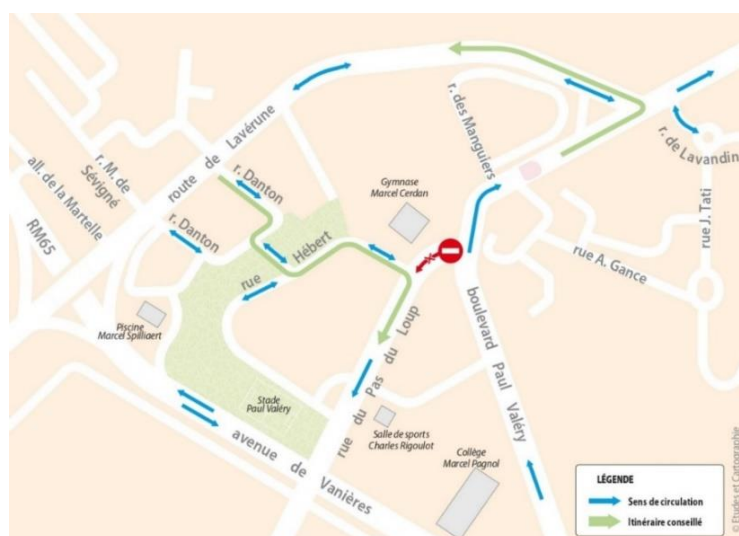 route de Lavérune
r. des Manguiers
r. de Lavandin
r. M. de
Sévigné
all. de la Martelle
RM65
r. Danton
r. Danton
Gymnase
Marcel Cerdan
rue J. Tati
rue Hébert
rue A. Gance
Piscine
Marcel Spilliaert
rue du Pas du Loup
boulevard Paul Valéry
Stade
Paul Valéry
avenue de Vanières
Salle de sports
Charles Rigoulot
Collège
Marcel Pagnol
LÉGENDE
Sens de circulation
Itinéraire conseillé
© Etudes et Cartographie